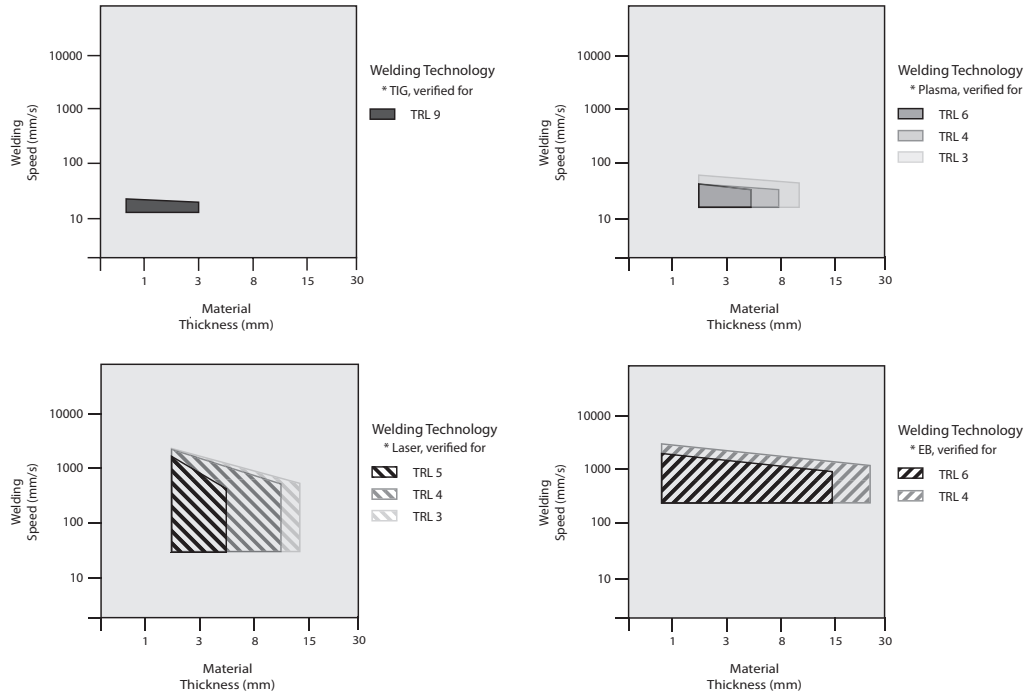 10000
1000
100
10
Welding
Speed (mm/s)
1
3
8
15
30
Material
Thickness (mm)
Welding Technology
* TIG, verified for
TRL 9
10000
1000
100
10
Welding
Speed (mm/s)
1
3
8
15
30
Material
Thickness (mm)
Welding Technology
* Plasma, verified for
TRL 6
TRL 4
TRL 3
10000
1000
100
10
Welding
Speed (mm/s)
1
3
8
15
30
Material
Thickness (mm)
Welding Technology
* Laser, verified for
TRL 5
TRL 4
TRL 3
10000
1000
100
10
Welding
Speed (mm/s)
1
3
8
15
30
Material
Thickness (mm)
Welding Technology
* EB, verified for
TRL 6
TRL 4